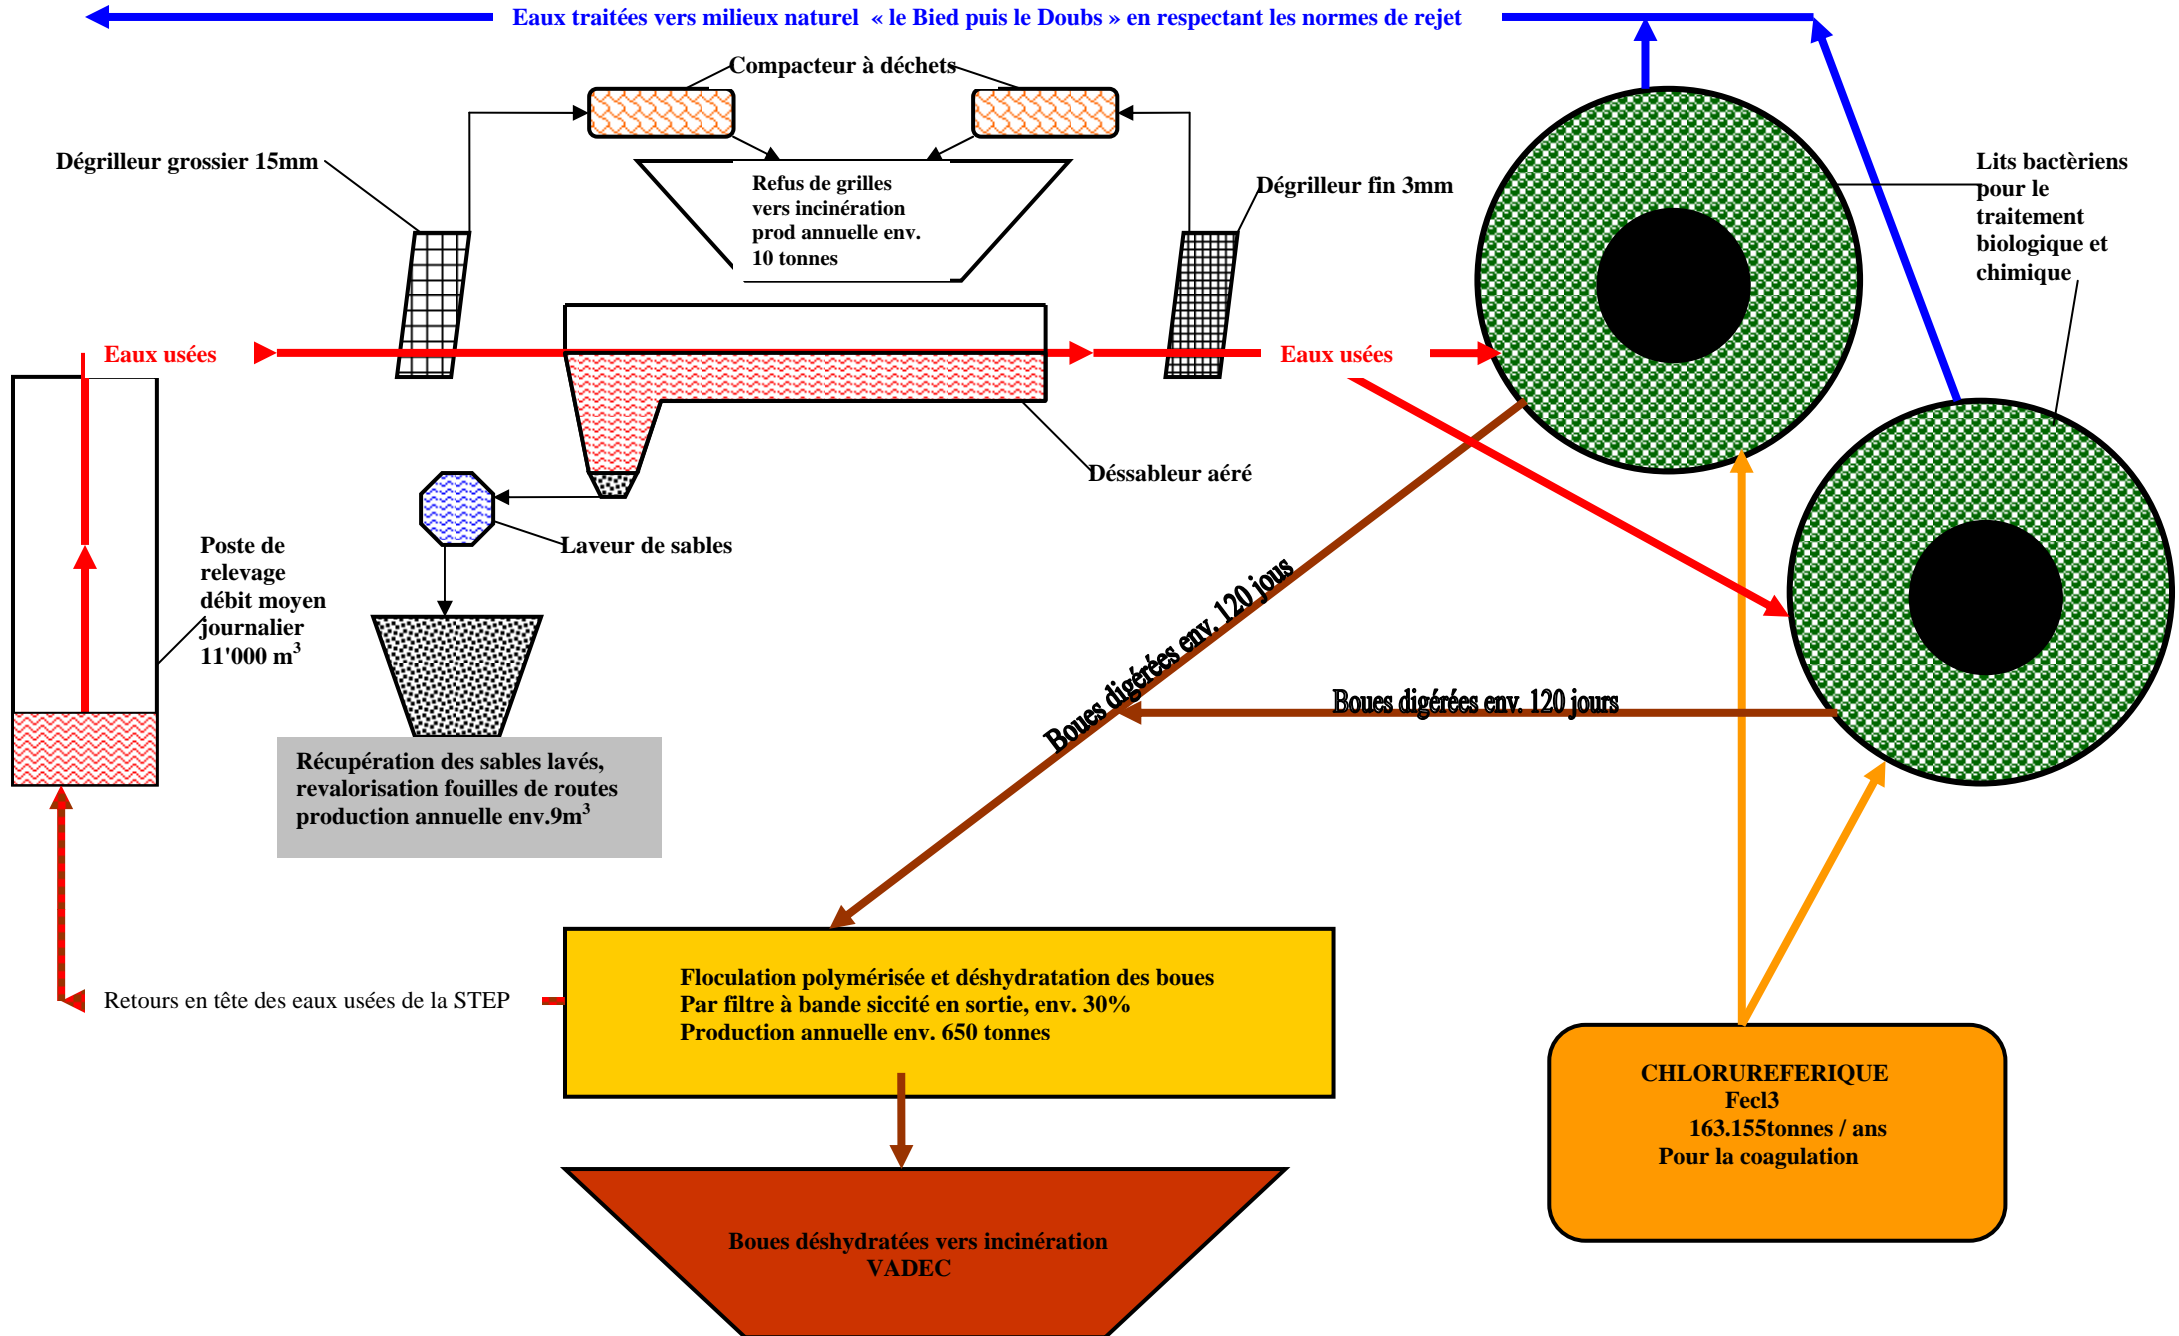 Eaux traitées vers milieux naturel « le Bied puis le Doubs » en respectant les normes de rejet
Compacteur à déchets
Dégrilleur grossier 15mm
Refus de grilles
vers incinération
prod annuelle env.
10 tonnes
Dégrilleur fin 3mm
Lits bactèriens
pour le
traitement
biologique et
chimique
Eaux usées
Eaux usées
Déssableur aéré
Laveur de sables
Poste de
relevage
débit moyen
journalier
11'000 m³
Boues digérées env. 120 jous
Boues digérées env. 120 jours
Récupération des sables lavés,
revalorisation fouilles de routes
production annuelle env.9m³
Retours en tête des eaux usées de la STEP
Floculation polymérisée et déshydratation des boues
Par filtre à bande siccité en sortie, env. 30%
Production annuelle env. 650 tonnes
CHLORUREFERIQUE
Fecl3
163.155tonnes / ans
Pour la coagulation
Boues déshydratées vers incinération
VADEC